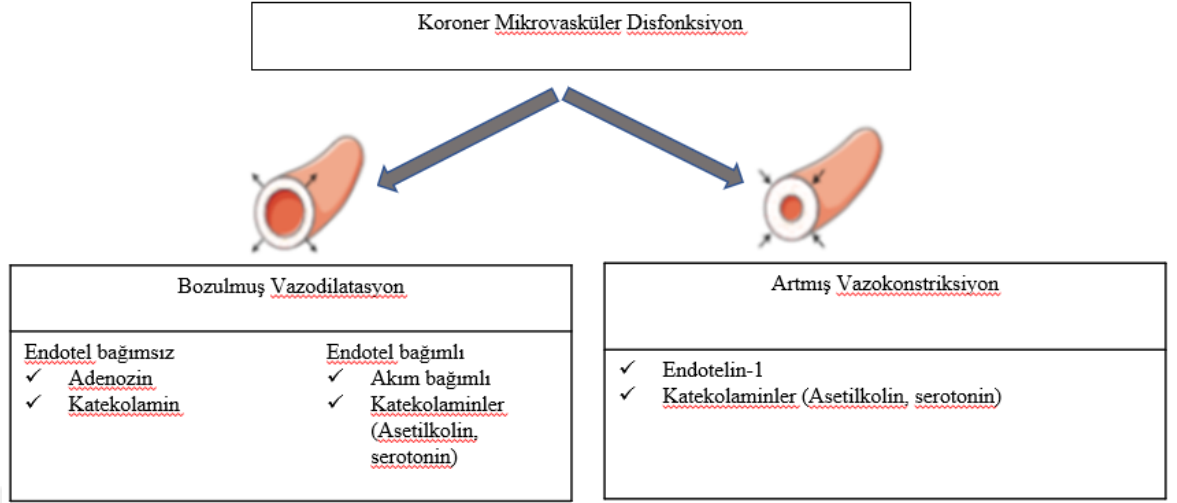 Koroner Mikrovasküler Disfonksiyon
Bozulmuş Vazodilatasyon
Endotel bağımsız
✓ Adenozin
✓ Katekolamin
Endotel bağımlı
✓ Akım bağımlı
✓ Katekolaminler
(Asetilkolin,
serotonin)
Artmış Vazokonstriksiyon
✓ Endotelin-1
✓ Katekolaminler (Asetilkolin, serotonin)